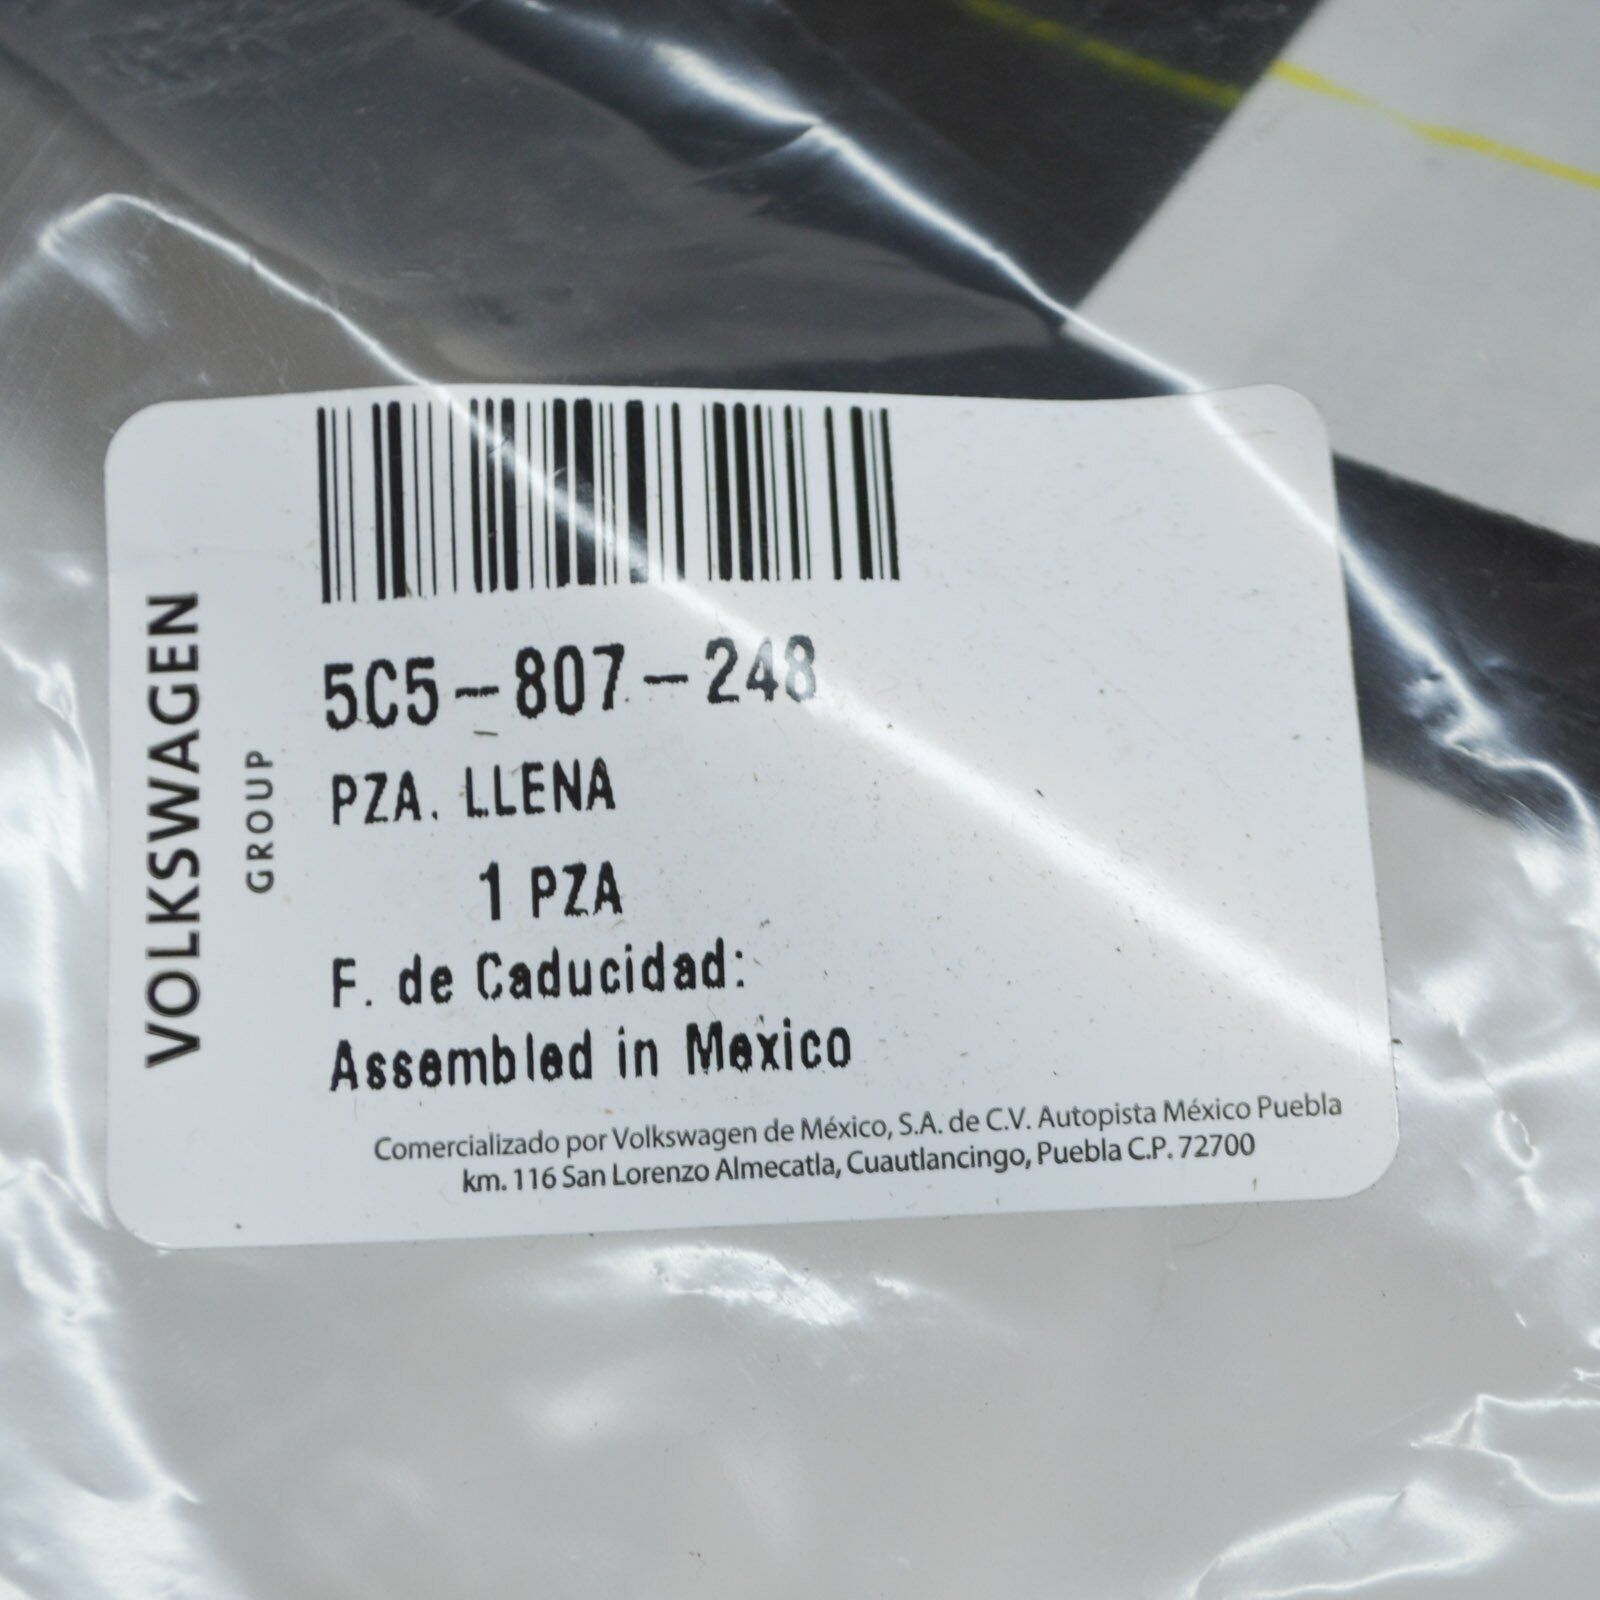 VOLKSWAGEN
GROUP
5C5-807-248
PZA. LLENA
1 PZA
F. de Caducidad:
Assembled in Mexico
Comercializado por Volkswagen de México, S.A. de C.V. Autopista México Puebla
km. 116 San Lorenzo Almecatla, Cuautlancingo, Puebla C.P. 72700